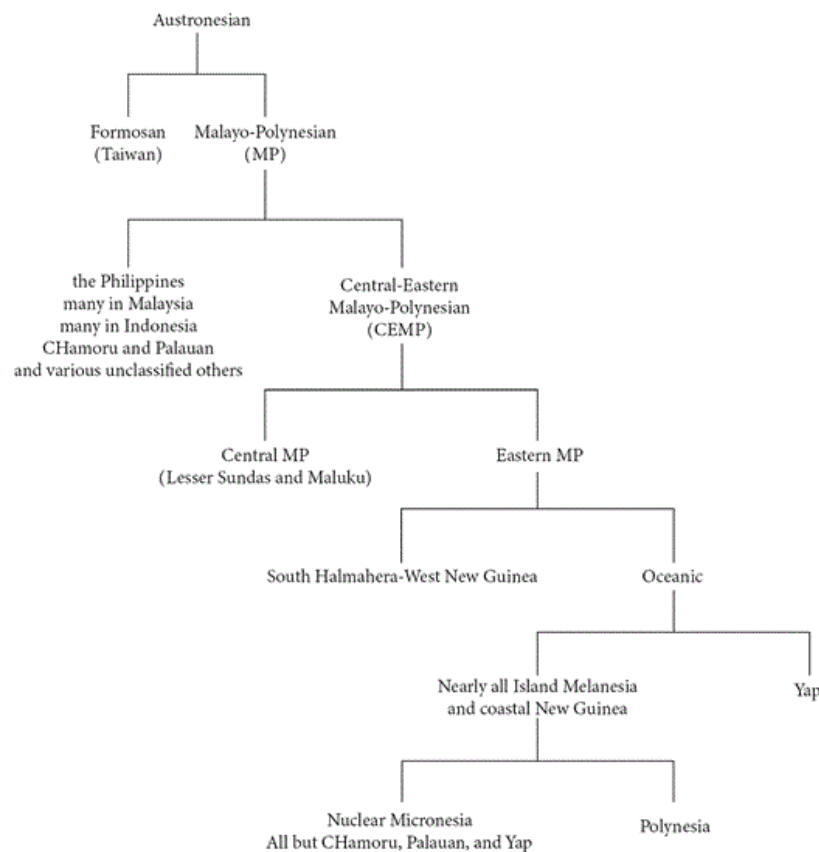 Austronesian
Formosan
(Taiwan)
Malayo-Polynesian
(MP)
the Philippines
many in Malaysia
many in Indonesia
CHamoru and Palauan
and various unclassified others
Central-Eastern
Malayo-Polynesian
(CEMP)
Central MP
(Lesser Sundas and Maluku)
Eastern MP
South Halmahera-West New Guinea
Oceanic
Nearly all Island Melanesia
and coastal New Guinea
Yap
Nuclear Micronesia
All but CHamoru, Palauan, and Yap
Polynesia